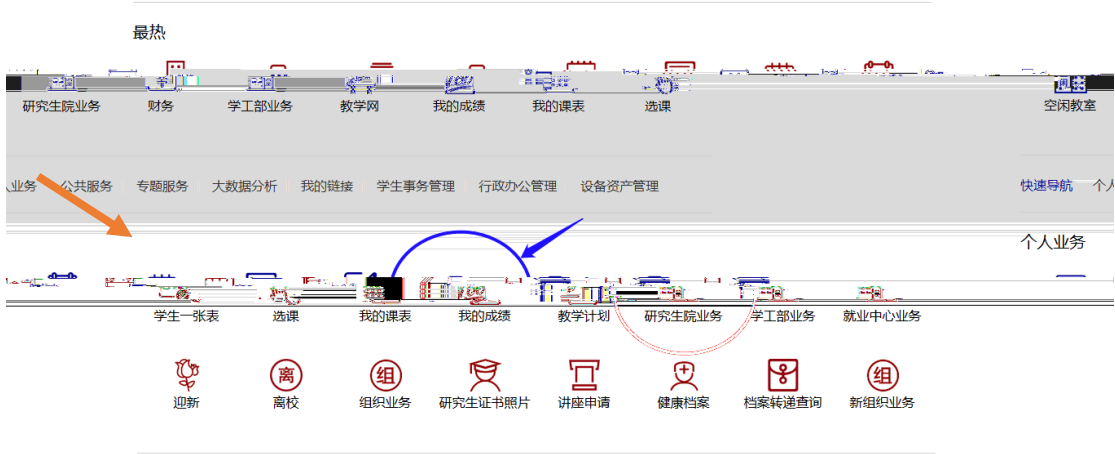 最热
研究生院业务 财务 学工部业务 教学网 我的成绩 我的课表 选课 空闲教室
人业务 公共服务 专题服务 大数据分析 我的链接 学生事务管理 行政办公管理 设备资产管理 快速导航 个人
个人业务
学生一张表 选课 我的课表 我的成绩 教学计划 研究生院业务 学工部业务 就业中心业务
离 组 组
迎新 离校 组织业务 研究生证书照片 讲座申请 健康档案 档案转递查询 新组织业务